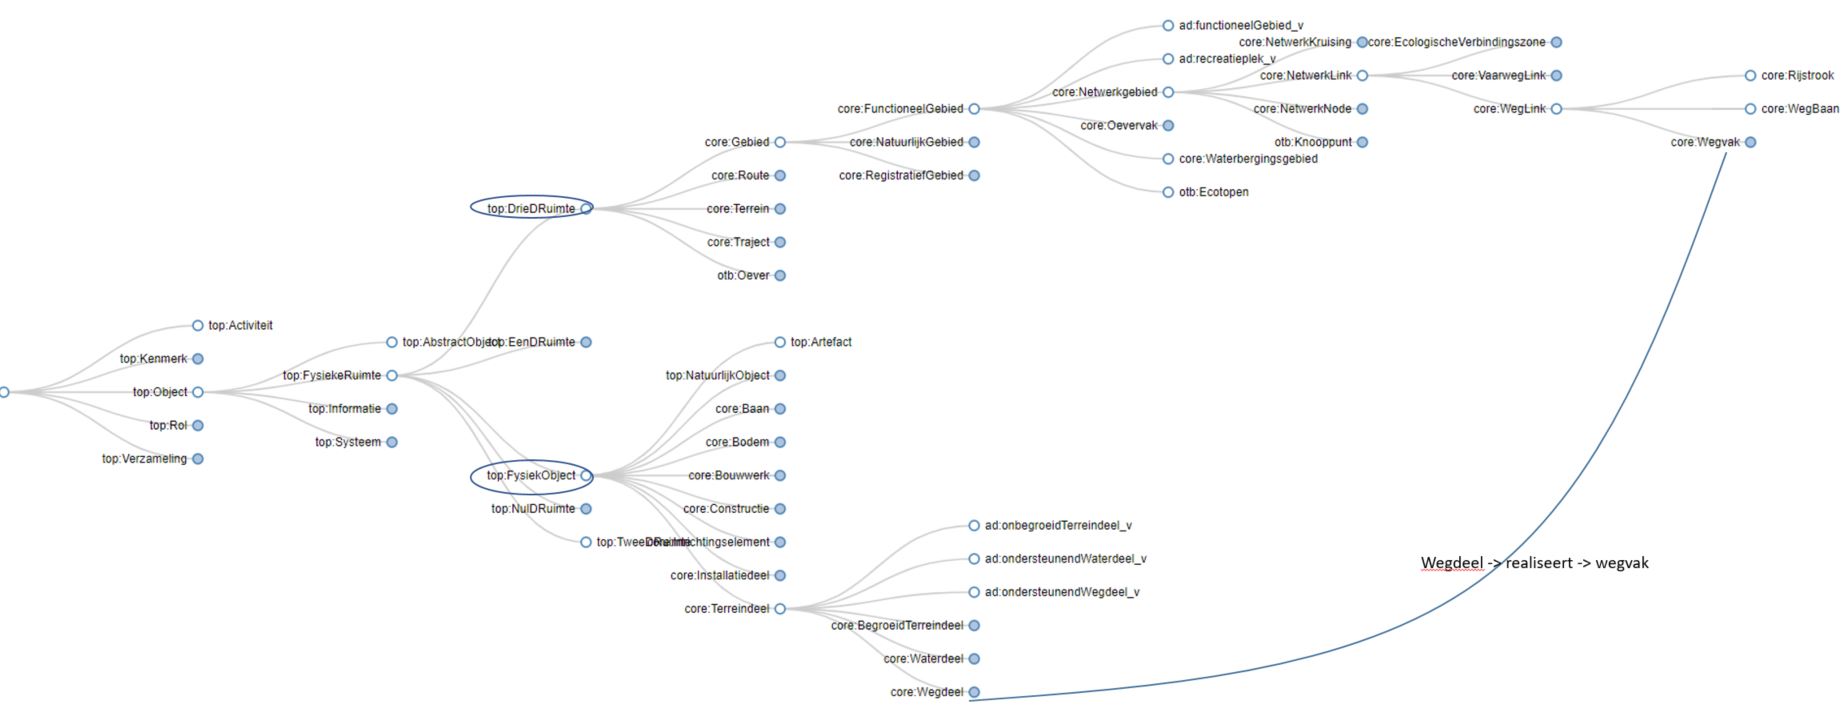 ad:functioneelGebied_v
core:NetwerkKruising
core:EcologischeVerbindingszone
ad:recreatieplek_v
core:NetwerkLink
core:VaarwegLink
core:Rijstrook
core:Netwerkgebied
core:FunctioneelGebied
core:NetwerkNode
core:WegLink
core:WegBaan
core:Oevervak
core:Gebied
core:NatuurlijkGebied
otb:Knooppunt
core:Wegvak
core:Waterbergingsgebied
core:Route
core:RegistratiefGebied
otb:Ecotopen
top:DrieDRuimte
core:Terrein
core:Traject
otb:Oever
top:Activiteit
top:AbstractObject
top:EenDRuimte
top:Artefact
top:Kenmerk
top:FysiekeRuimte
top:NatuurlijkObject
top:Object
top:Informatie
core:Baan
top:Rol
top:Systeem
core:Bodem
top:Verzameling
top:FysiekObject
core:Bouwwerk
top:NulDRuimte
core:Constructie
ad:onbegroeidTerreindeel_v
top:TweeDRuimte
core:Inrichtingselement
ad:ondersteunendWaterdeel_v
Wegdeel -> realiseert -> wegvak
core:Installatiedeel
ad:ondersteunendWegdeel_v
core:Terreindeel
core:BegroeidTerreindeel
core:Waterdeel
core:Wegdeel